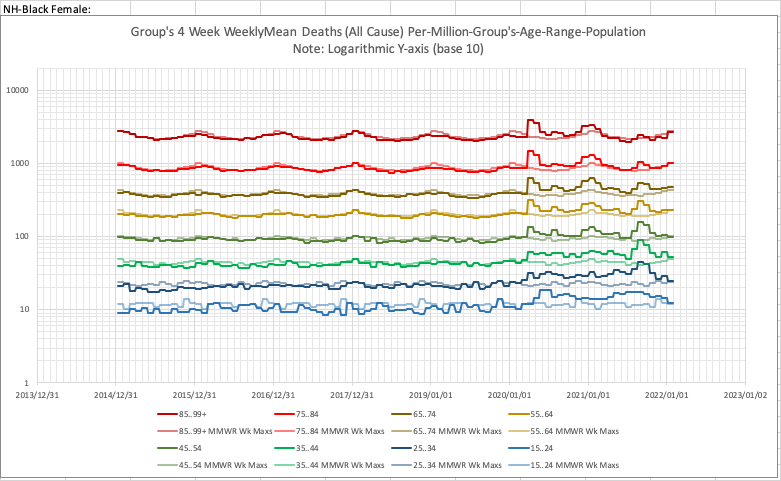 NH-Black Female:
Group's 4 Week WeeklyMean Deaths (All Cause) Per-Million-Group's-Age-Range-Population
Note: Logarithmic Y-axis (base 10)
10000
1000
100
10
1
2013/12/31 2014/12/31 2015/12/31 2016/12/31 2017/12/31 2019/01/01 2020/01/01 2021/01/01 2022/01/01 2023/01/02
85..99+ 75..84 65..74 55..64
85..99+ MMWR Wk Maxs 75..84 MMWR Wk Maxs 65..74 MMWR Wk Maxs 55..64 MMWR Wk Maxs
45..54 35..44 25..34 15..24
45..54 MMWR Wk Maxs 35..44 MMWR Wk Maxs 25..34 MMWR Wk Maxs 15..24 MMWR Wk Maxs